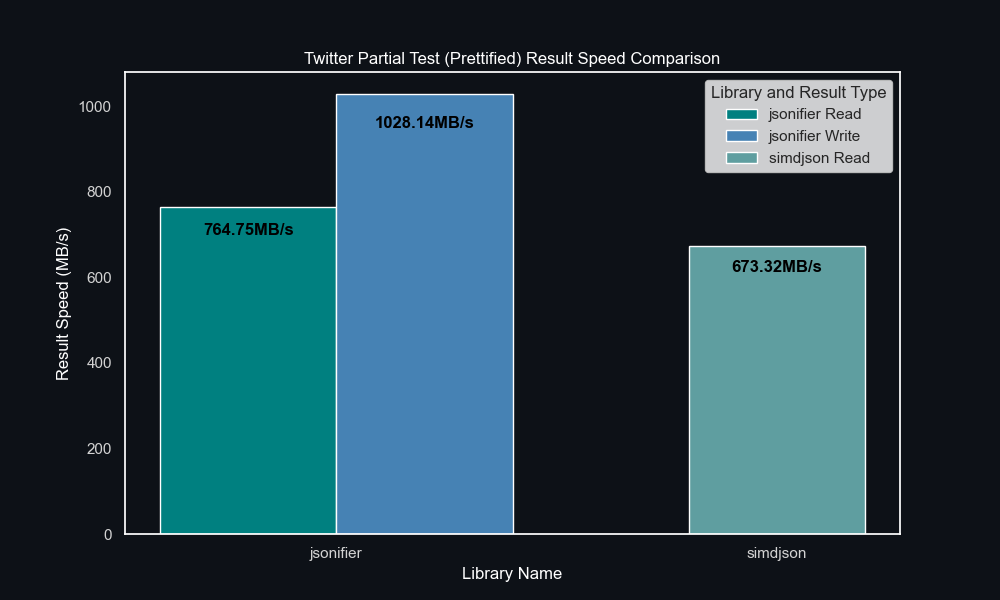 Twitter Partial Test (Prettified) Result Speed Comparison
Library and Result Type
jsonifier Read
jsonifier Write
simdjson Read
1028.14MB/s
764.75MB/s
673.32MB/s
Result Speed (MB/s)
1000
800
600
400
200
0
jsonifier
simdjson
Library Name